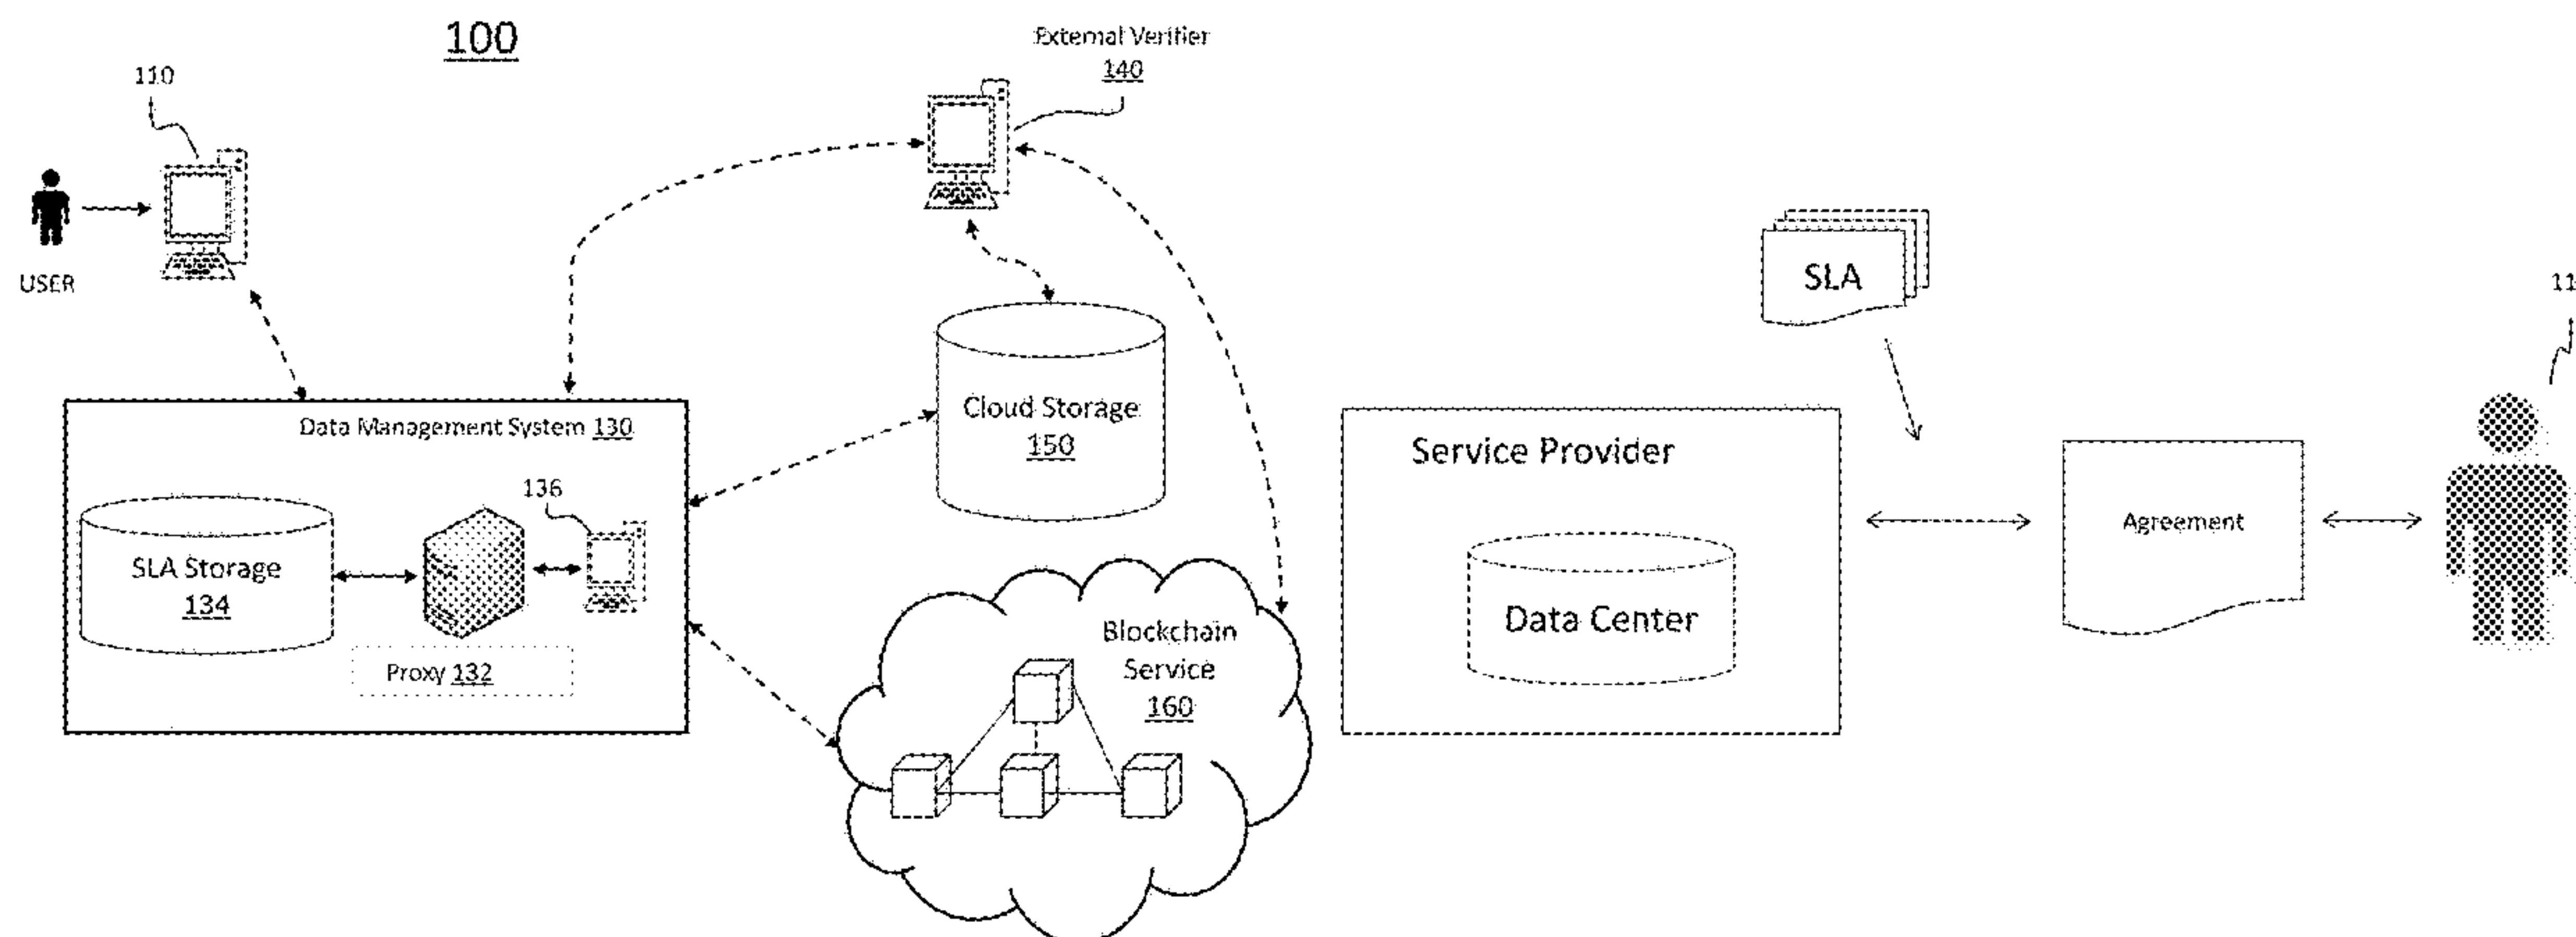 100
110
USER
External Verifier
140
Data Management System 130
SLA Storage
134
136
Proxy 132
Cloud Storage
150
Blockchain
Service
160
SLA
Service Provider
Data Center
Agreement
11